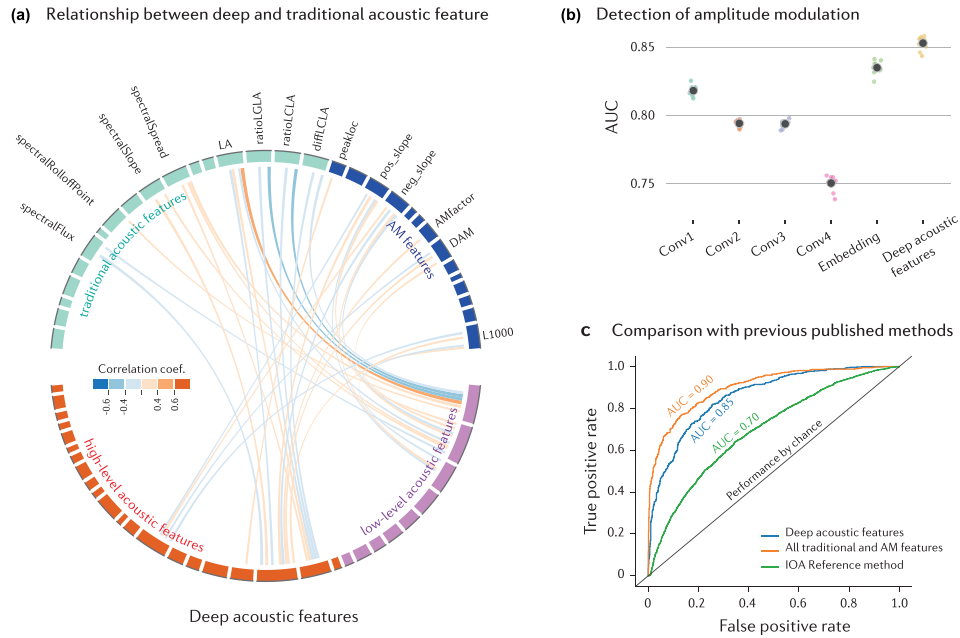 (a) Relationship between deep and traditional acoustic feature
spectralFlux
spectralRolloffPoint
spectralSlope
spectralSpread
LA
ratioLGLA
ratioLCLA
diffLCLA
peakloc
pos_slope
neg_slope
AMfactor
DAM
L1000
traditional acoustic features
AM features
Correlation coef.
-0.6
-0.4
0.4
0.6
high-level acoustic features
low-level acoustic features
Deep acoustic features
(b) Detection of amplitude modulation
AUC
0.85
0.80
0.75
Conv1
Conv2
Conv3
Conv4
Embedding
Deep acoustic
features
c Comparison with previous published methods
True positive rate
1.0
0.8
0.6
0.4
0.2
0
AUC = 0.90
AUC = 0.85
AUC = 0.70
Performance by chance
Deep acoustic features
All traditional and AM features
IOA Reference method
0
0.2
0.4
0.6
0.8
1.0
False positive rate